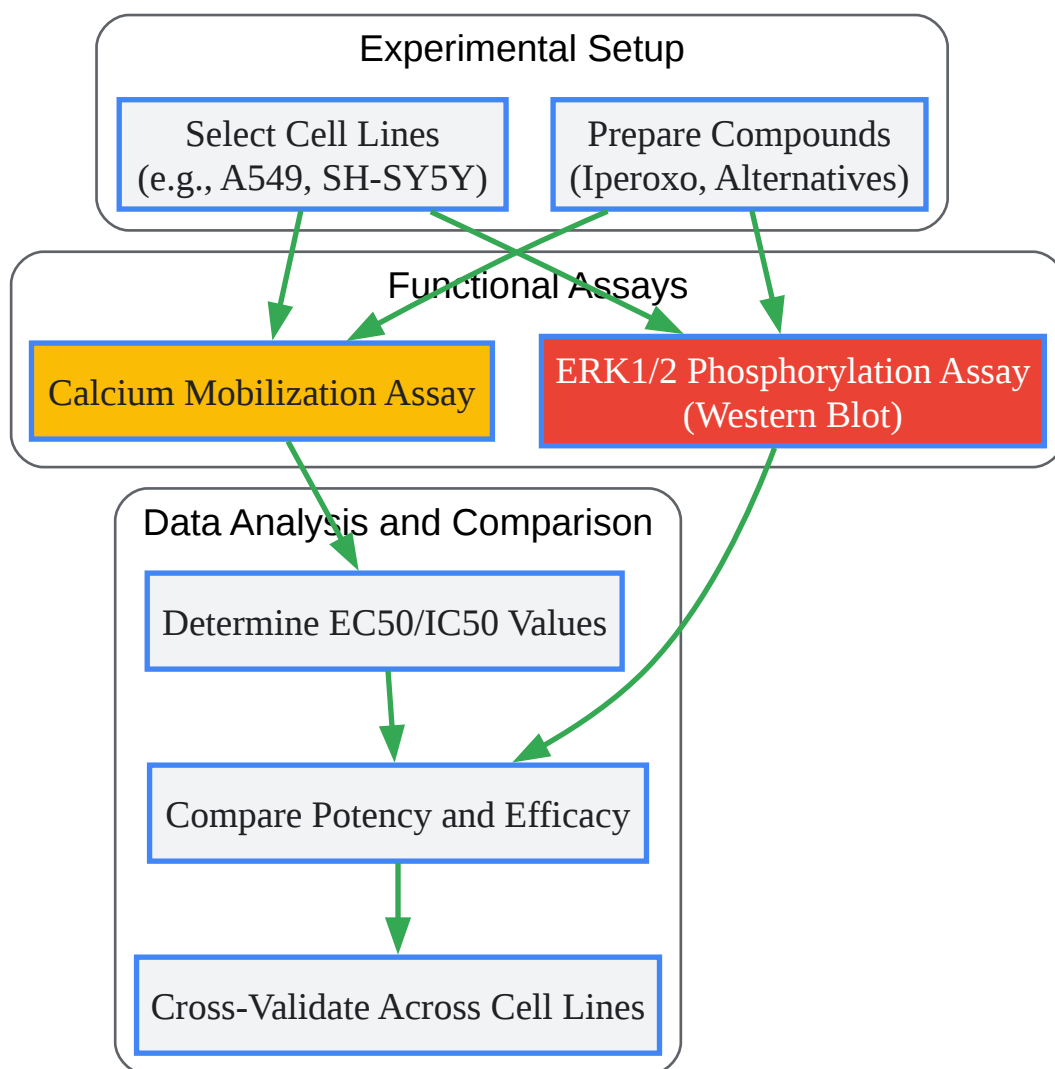 Experimental Setup
Select Cell Lines
(e.g., A549, SH-SY5Y)
Prepare Compounds
(Iperoxo, Alternatives)
Functional Assays
Calcium Mobilization Assay
ERK1/2 Phosphorylation Assay
(Western Blot)
Data Analysis and Comparison
Determine EC50/IC50 Values
Compare Potency and Efficacy
Cross-Validate Across Cell Lines